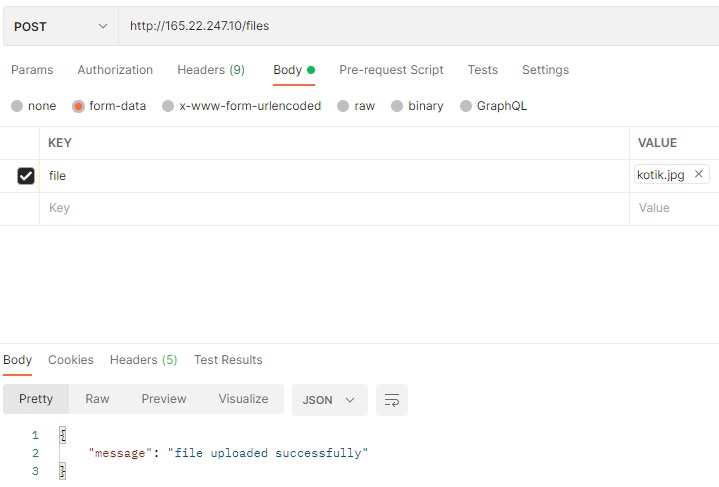 POST http://165.22.247.10/files
Params Authorization Headers (9) Body Pre-request Script Tests Settings
none form-data x-www-form-urlencoded raw binary GraphQL
KEY VALUE
file kotik.jpg
Key Value
Body Cookies Headers (5) Test Results
Pretty Raw Preview Visualize JSON
1 {
2 "message": "file uploaded successfully"
3 }